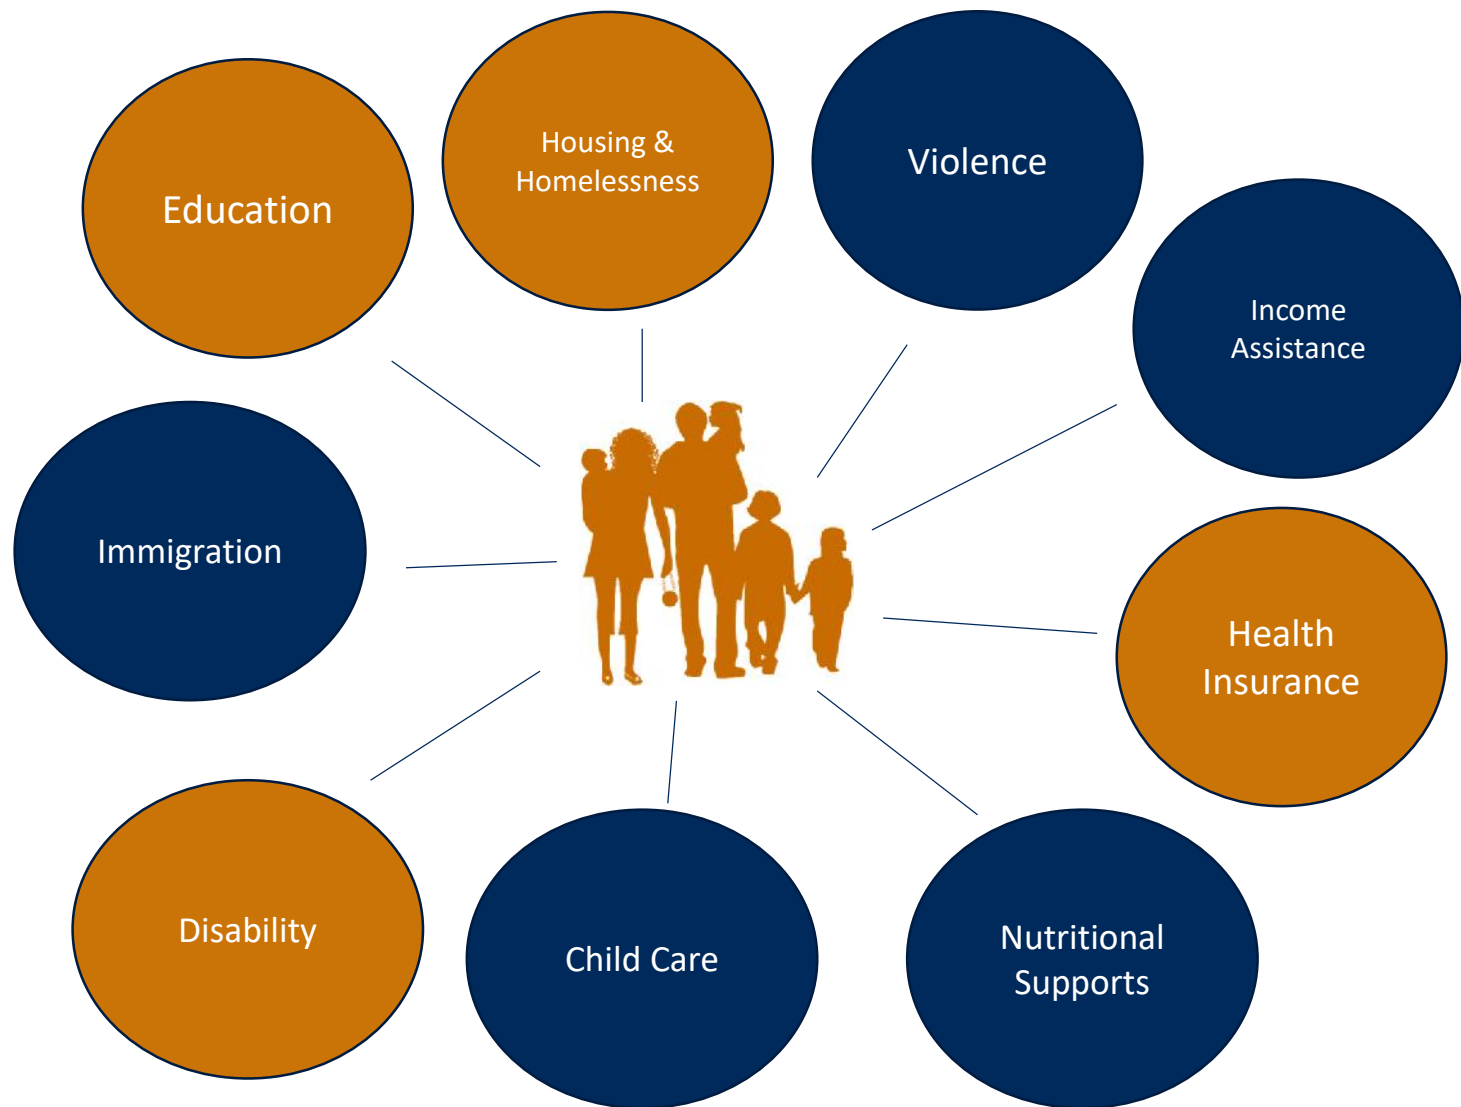 Education
Housing &
Homelessness
Violence
Income
Assistance
Immigration
Health
Insurance
Disability
Child Care
Nutritional
Supports